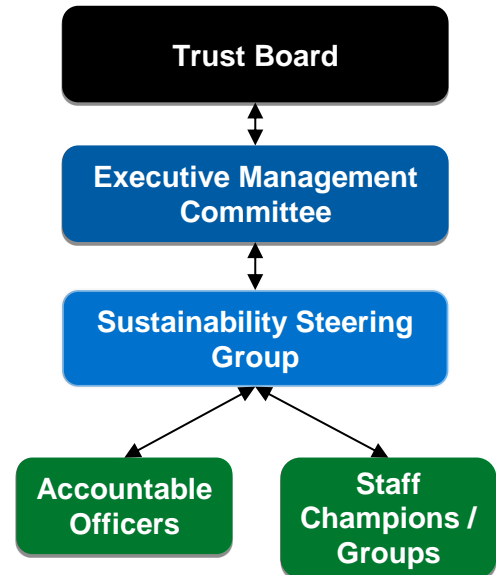 Trust Board
Executive Management
Committee
Sustainability Steering
Group
Accountable
Officers
Staff
Champions /
Groups